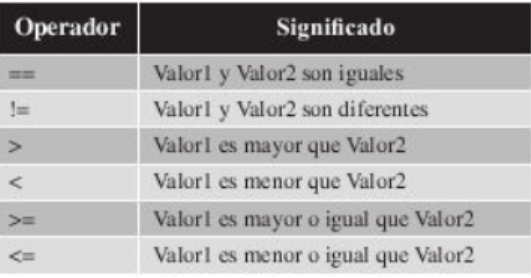 Operador Significado
== Valor1 y Valor2 son iguales
!= Valor1 y Valor2 son diferentes
> Valor1 es mayor que Valor2
< Valor1 es menor que Valor2
>= Valor1 es mayor o igual que Valor2
<= Valor1 es menor o igual que Valor2